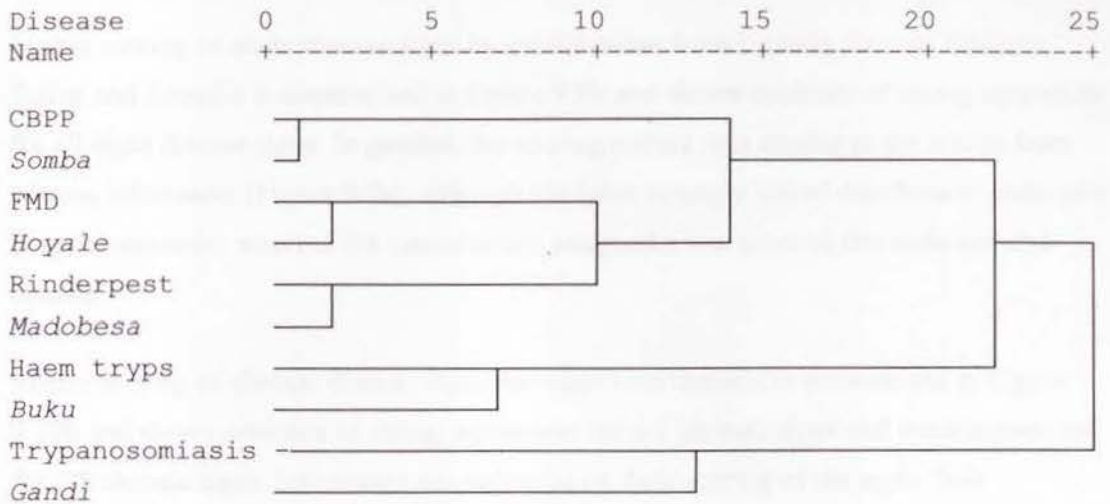 Disease 0 5 10 15 20 25
Name
CBPP
Somba
FMD
Hoyale
Rinderpest
Madobesa
Haem tryps
Buku
Trypanosomiasis
Gandi